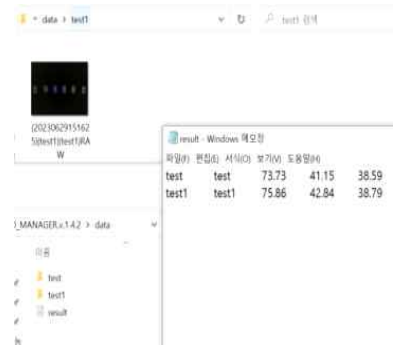 data > test1
test1 검색
(2023062915162
5)(test1)(test1)RA
W
result - Windows 메모장
파일(F) 편집(E) 서식(O) 보기(V) 도움말(H)
test test 73.73 41.15 38.59
test1 test1 75.86 42.84 38.79
_MANAGER.v.1.4.2 > data
이름
test
test1
result